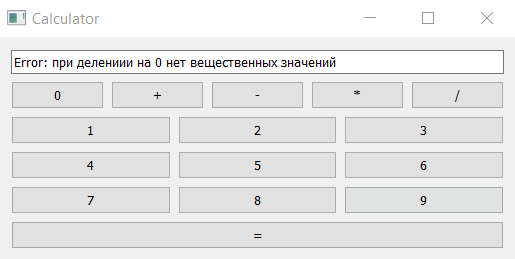 Calculator
Error: при делениии на 0 нет вещественных значений
0 + - * /
1 2 3
4 5 6
7 8 9
=